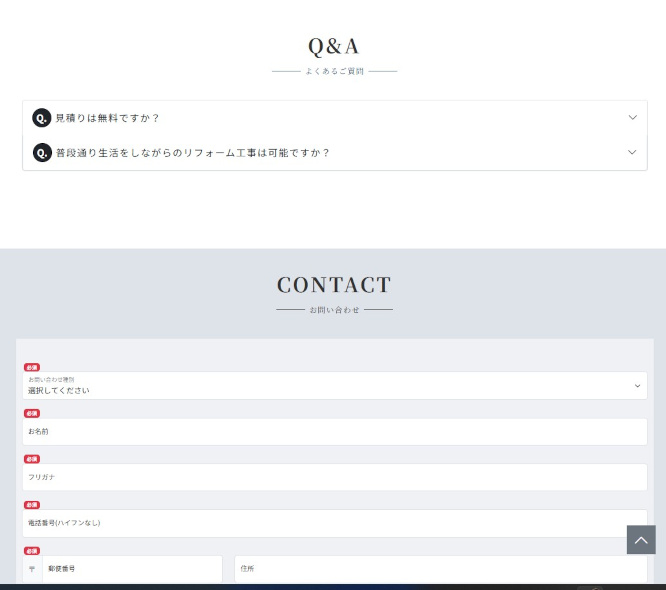 Q&A
よくあるご質問
Q. 見積りは無料ですか？
Q. 普段通り生活をしながらのリフォーム工事は可能ですか？
CONTACT
お問い合わせ
必須
お問い合わせ種別
選択してください
必須
お名前
必須
フリガナ
必須
電話番号(ハイフンなし)
必須
〒 郵便番号 住所